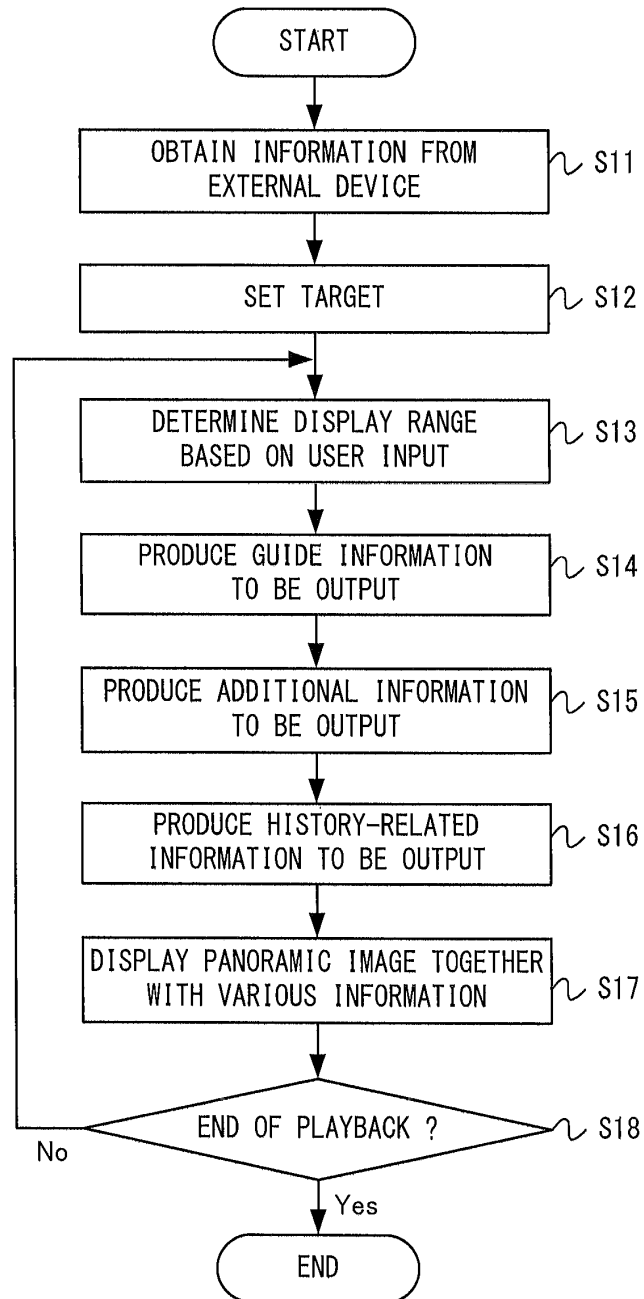 START
OBTAIN INFORMATION FROM
EXTERNAL DEVICE
S11
SET TARGET
S12
DETERMINE DISPLAY RANGE
BASED ON USER INPUT
S13
PRODUCE GUIDE INFORMATION
TO BE OUTPUT
S14
PRODUCE ADDITIONAL INFORMATION
TO BE OUTPUT
S15
PRODUCE HISTORY-RELATED
INFORMATION TO BE OUTPUT
S16
DISPLAY PANORAMIC IMAGE TOGETHER
WITH VARIOUS INFORMATION
S17
END OF PLAYBACK ?
S18
No
Yes
END